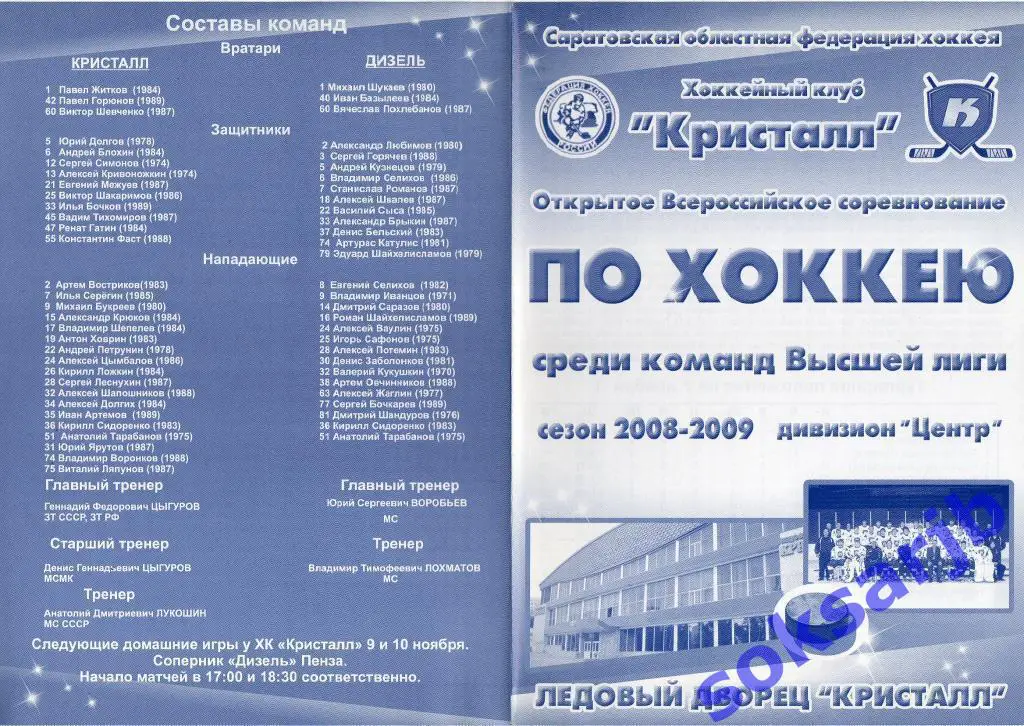 Составы команд
Вратари
КРИСТАЛЛ
1 Павел Житков (1984)
42 Павел Горюнов (1989)
60 Виктор Шевченко (1987)
ДИЗЕЛЬ
1 Михаил Шукаев (1980)
40 Иван Базылеев (1984)
60 Вячеслав Похлебанов (1987)
Защитники
5 Юрий Долгов (1978)
6 Андрей Блохин (1984)
12 Сергей Симонов (1974)
13 Алексей Кривоножкин (1974)
21 Евгений Межуев (1987)
25 Виктор Шакаримов (1986)
33 Илья Бочков (1989)
45 Вадим Тихомиров (1987)
47 Ренат Гатин (1984)
55 Константин Фаст (1988)
2 Александр Любимов (1980)
3 Сергей Горячев (1988)
5 Андрей Кузнецов (1979)
6 Владимир Селихов (1986)
7 Станислав Романов (1987)
18 Алексей Швалев (1987)
22 Василий Сыса (1985)
33 Александр Брыкин (1987)
37 Денис Бельский (1983)
74 Артурас Катулис (1981)
79 Эдуард Шайхелисламов (1979)
Нападающие
2 Артем Востриков(1983)
7 Илья Серёгин (1985)
9 Михаил Букреев (1980)
15 Александр Крюков (1984)
17 Владимир Шепелев (1984)
19 Антон Ховрин (1983)
22 Андрей Петрунин (1978)
24 Алексей Цымбалов (1986)
26 Кирилл Ложкин (1984)
28 Сергей Леснухин (1987)
32 Алексей Шапошников (1988)
34 Алексей Долгих (1984)
35 Иван Артемов (1989)
36 Кирилл Сидоренко (1983)
51 Анатолий Тарабанов (1975)
31 Юрий Ярутов (1987)
74 Владимир Воронков (1988)
75 Виталий Ляпунов (1987)
8 Евгений Селихов (1982)
9 Владимир Иванцов (1971)
14 Дмитрий Саразов (1980)
16 Роман Шайхелисламов (1989)
24 Алексей Ваулин (1975)
25 Игорь Сафонов (1975)
28 Алексей Потемин (1983)
30 Денис Заболонков (1981)
32 Валерий Кукушкин (1970)
38 Артем Овчинников (1988)
63 Алексей Жаглин (1977)
77 Сергей Бочкарев (1989)
81 Дмитрий Шандуров (1976)
36 Кирилл Сидоренко (1983)
51 Анатолий Тарабанов (1975)
Главный тренер
Геннадий Федорович ЦЫГУРОВ
ЗТ СССР, ЗТ РФ
Главный тренер
Юрий Сергеевич ВОРОБЬЕВ
МС
Старший тренер
Денис Геннадьевич ЦЫГУРОВ
МСМК
Тренер
Владимир Тимофеевич ЛОХМАТОВ
МС
Тренер
Анатолий Дмитриевич ЛУКОШИН
МС СССР
Следующие домашние игры у ХК «Кристалл» 9 и 10 ноября.
Соперник «Дизель» Пенза.
Начало матчей в 17:00 и 18:30 соответственно.
Саратовская областная федерация хоккея
ФЕДЕРАЦИЯ ХОККЕЯ РОССИИ
Хоккейный клуб
"Кристалл"
К
Открытое Всероссийское соревнование
ПО ХОККЕЮ
среди команд Высшей лиги
сезон 2008-2009 дивизион "Центр"
ЛЕДОВЫЙ ДВОРЕЦ "КРИСТАЛЛ"
soksarib